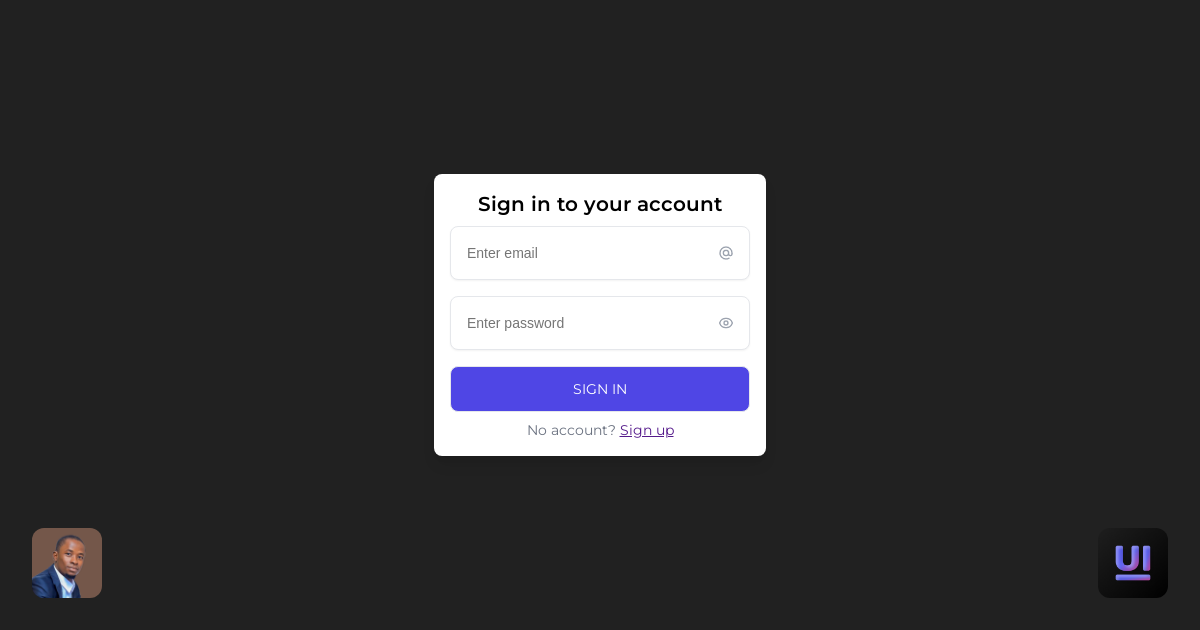 Sign in to your account
Enter email
Enter password
SIGN IN
No account? Sign up
UI